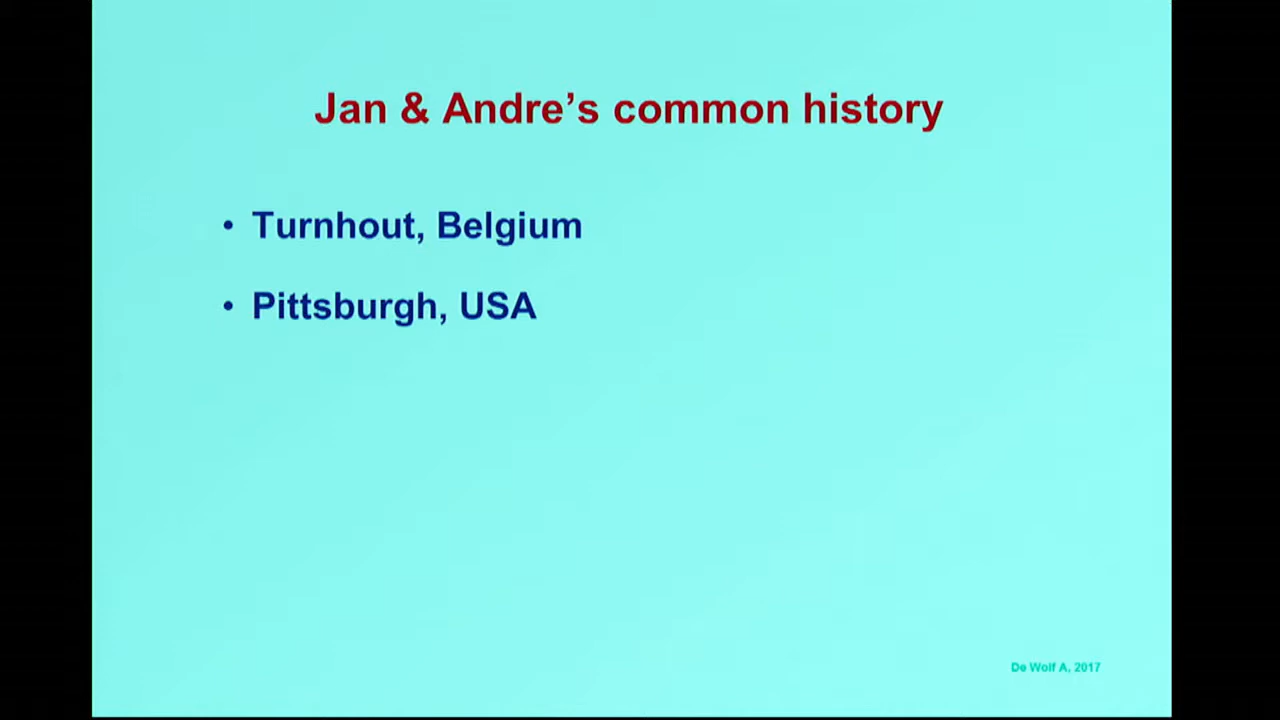 Jan & Andre’s common history
• Turnhout, Belgium
• Pittsburgh, USA
De Wolf A, 2017